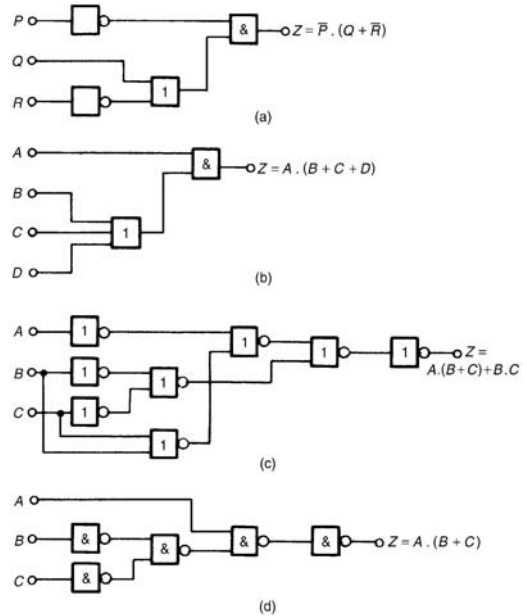 P
& Z = P̅ . (Q + R̅)
Q
1
R
(a)
A
& Z = A . (B + C + D)
B
C 1
D
(b)
A 1 1
1 1 Z =
B 1 A.(B+C)+B.C
1
C 1
1
(c)
A
B & & & Z = A . (B + C)
&
C &
(d)